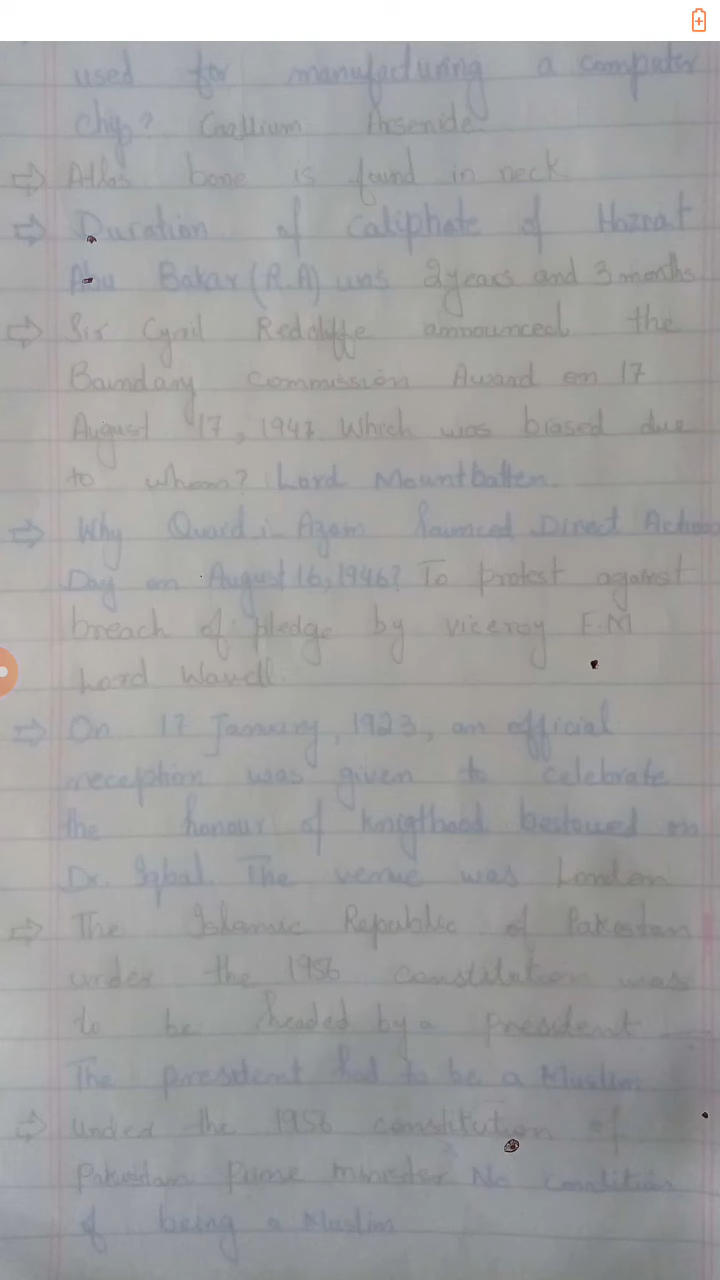 used for manufacturing a computer
chip? Gallium Arsenide
⇒ Atlas bone is found in neck
⇒ Duration of Caliphate of Hazrat
Abu Bakar (R.A) was 2 years and 3 months
⇒ Sir Cyril Redcliffe announced the
Boundary Commission Award on 17
August 17, 1947. Which was biased due
to whom? Lord Mountbatten.
⇒ Why Quaid-i-Azam Direct Action
Day on August 16, 1946? To protest against
breach of pledge by viceroy F.M
Lord Wavell.
⇒ On 17 January, 1923, an official
reception was given to celebrate
the honour of knigthood bestowed on
Dr. Iqbal. The venue was London
⇒ The Islamic Republic of Pakistan
under the 1956 constitution was
to be headed by a president
The president had to be a Muslim
⇒ Under the 1956 constitution of
Pakistan Prime minister No condition
of being a Muslim